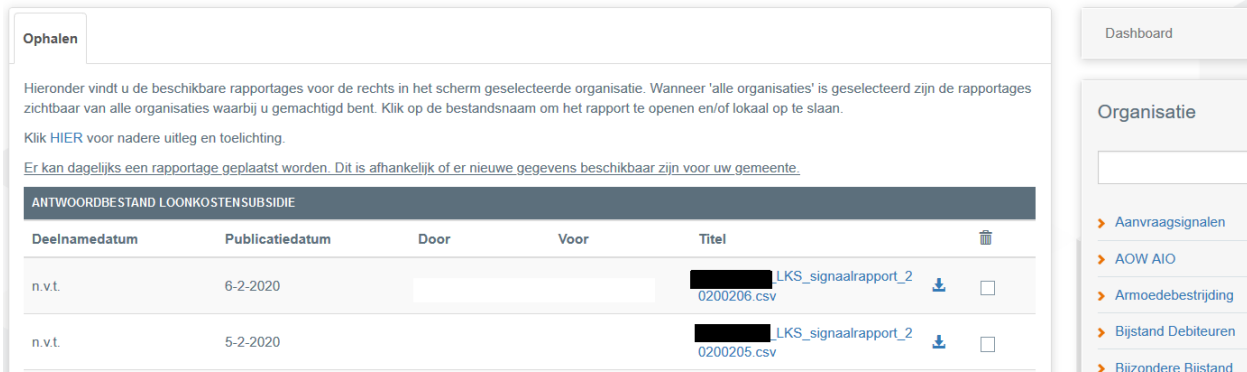 Ophalen
Hieronder vindt u de beschikbare rapportages voor de rechts in het scherm geselecteerde organisatie. Wanneer 'alle organisaties' is geselecteerd zijn de rapportages
zichtbaar van alle organisaties waarbij u gemachtigd bent. Klik op de bestandsnaam om het rapport te openen en/of lokaal op te slaan.
Klik HIER voor nadere uitleg en toelichting.
Er kan dagelijks een rapportage geplaatst worden. Dit is afhankelijk of er nieuwe gegevens beschikbaar zijn voor uw gemeente.
ANTWOORDBESTAND LOONKOSTENSUBSIDIE
Deelnamedatum Publicatiedatum Door Voor Titel
n.v.t. 6-2-2020 _LKS_signaalrapport_2
0200206.csv
n.v.t. 5-2-2020 _LKS_signaalrapport_2
0200205.csv
Dashboard
Organisatie
Aanvraagsignalen
AOW AIO
Armoedebestrijding
Bijstand Debiteuren
Bijzondere Bijstand